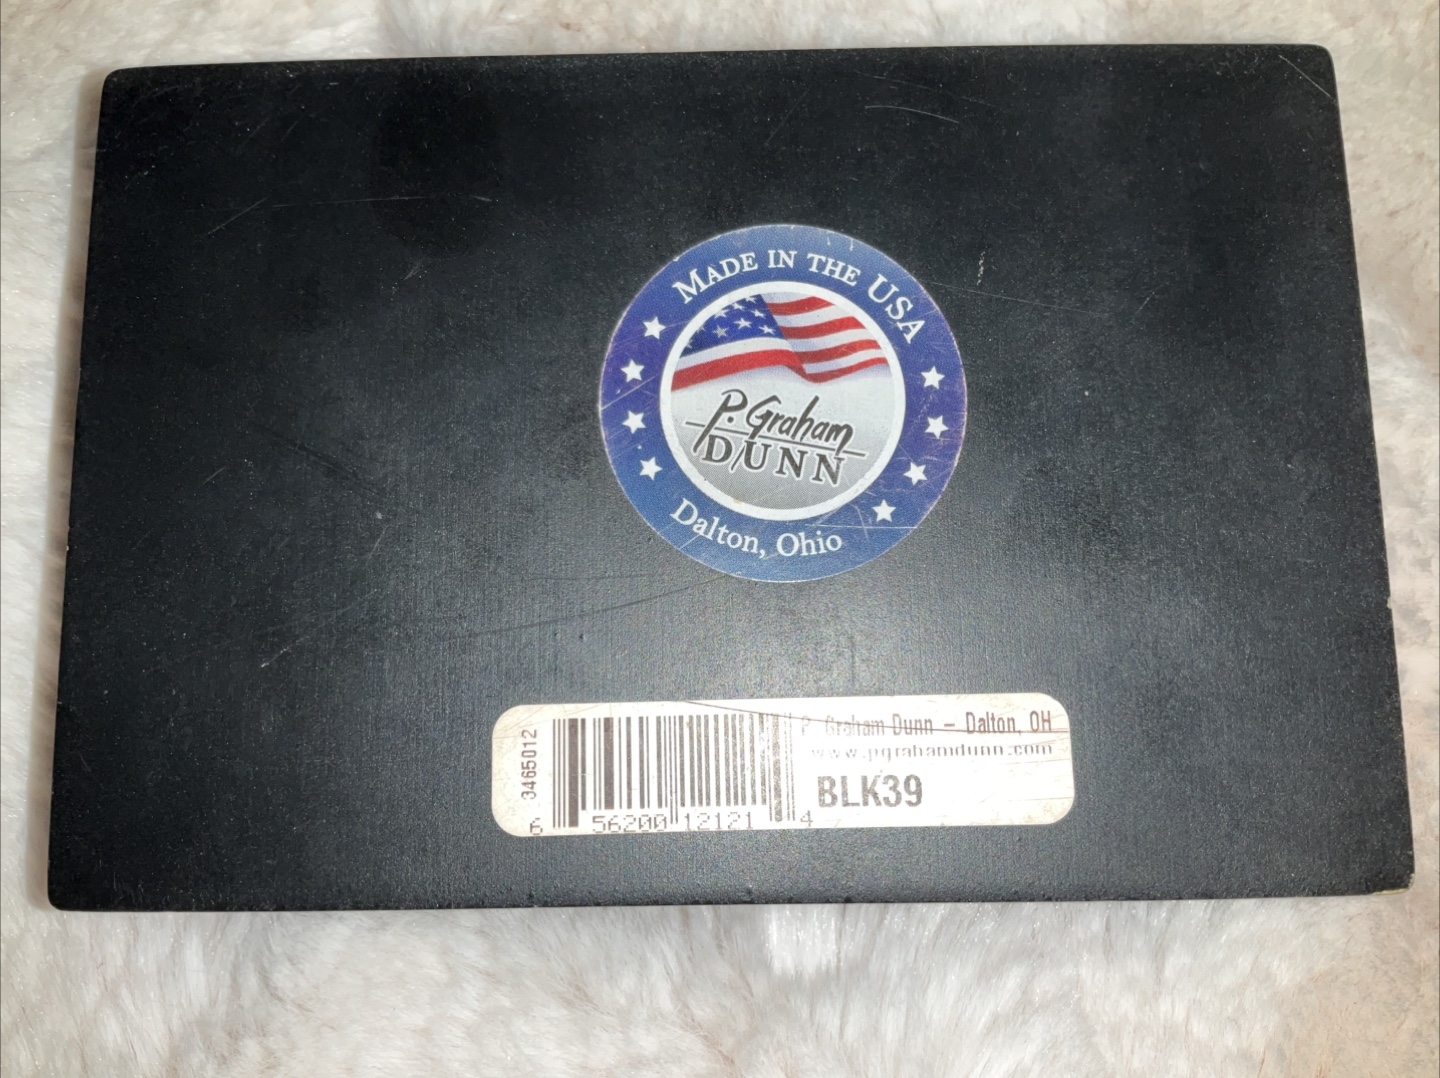 MADE IN THE USA
P. Graham
DUNN
Dalton, Ohio
3465012
P. Graham Dunn – Dalton, OH
www.pgrahamdunn.com
BLK39
6 56200 12121 4